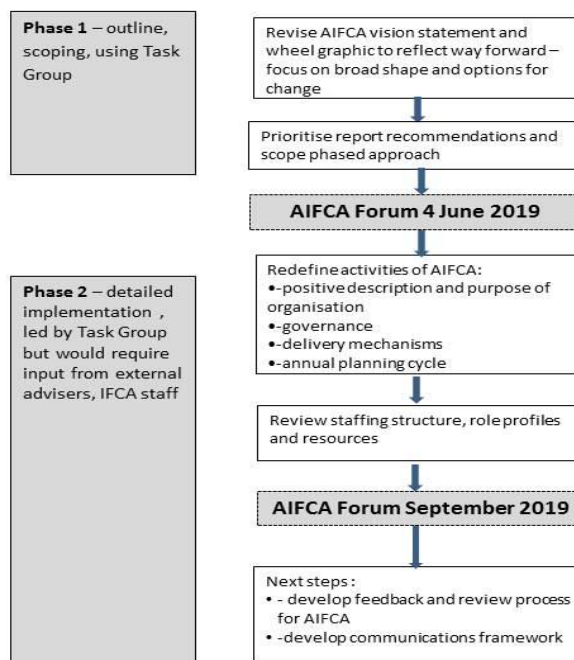 Phase 1 – outline,
scoping, using Task
Group
Revise AIFCA vision statement and
wheel graphic to reflect way forward –
focus on broad shape and options for
change
Prioritise report recommendations and
scope phased approach
AIFCA Forum 4 June 2019
Phase 2 – detailed
implementation ,
led by Task Group
but would require
input from external
advisers, IFCA staff
Redefine activities of AIFCA:
•-positive description and purpose of
organisation
•-governance
•-delivery mechanisms
•-annual planning cycle
Review staffing structure, role profiles
and resources
AIFCA Forum September 2019
Next steps :
• - develop feedback and review process
for AIFCA
• -develop communications framework